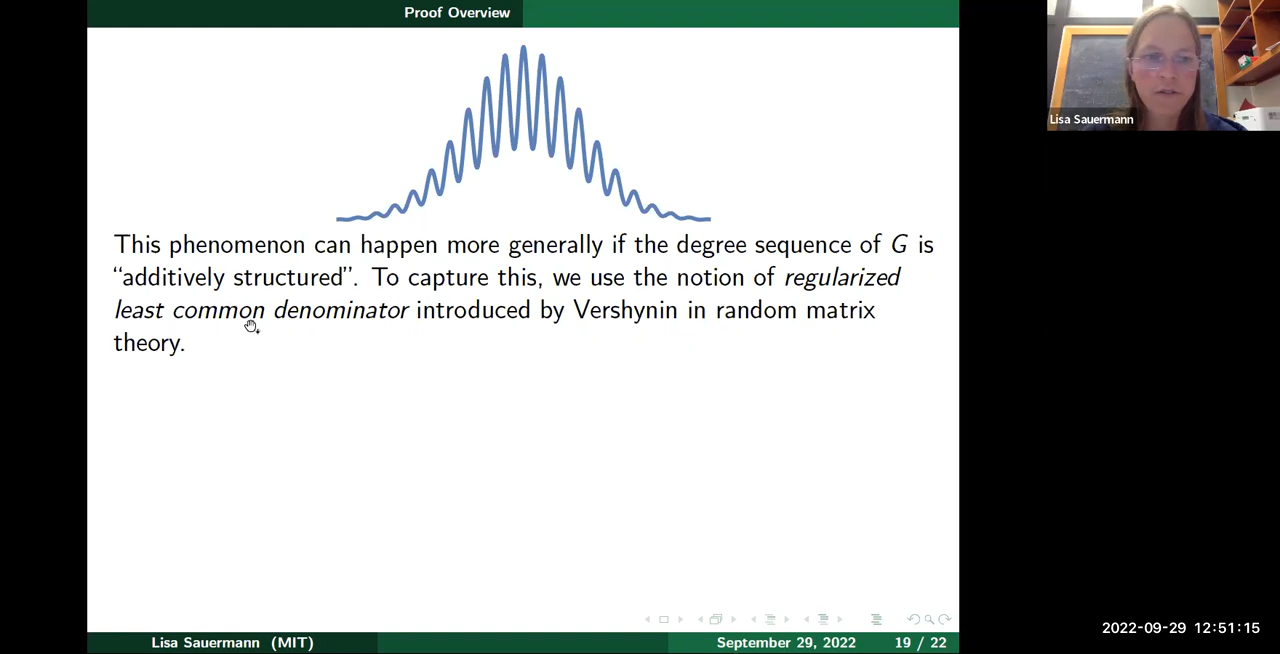 Proof Overview
Lisa Sauermann
This phenomenon can happen more generally if the degree sequence of G is
“additively structured”. To capture this, we use the notion of regularized
least common denominator introduced by Vershynin in random matrix
theory.
Lisa Sauermann (MIT)
September 29, 2022
19 / 22
2022-09-29 12:51:15